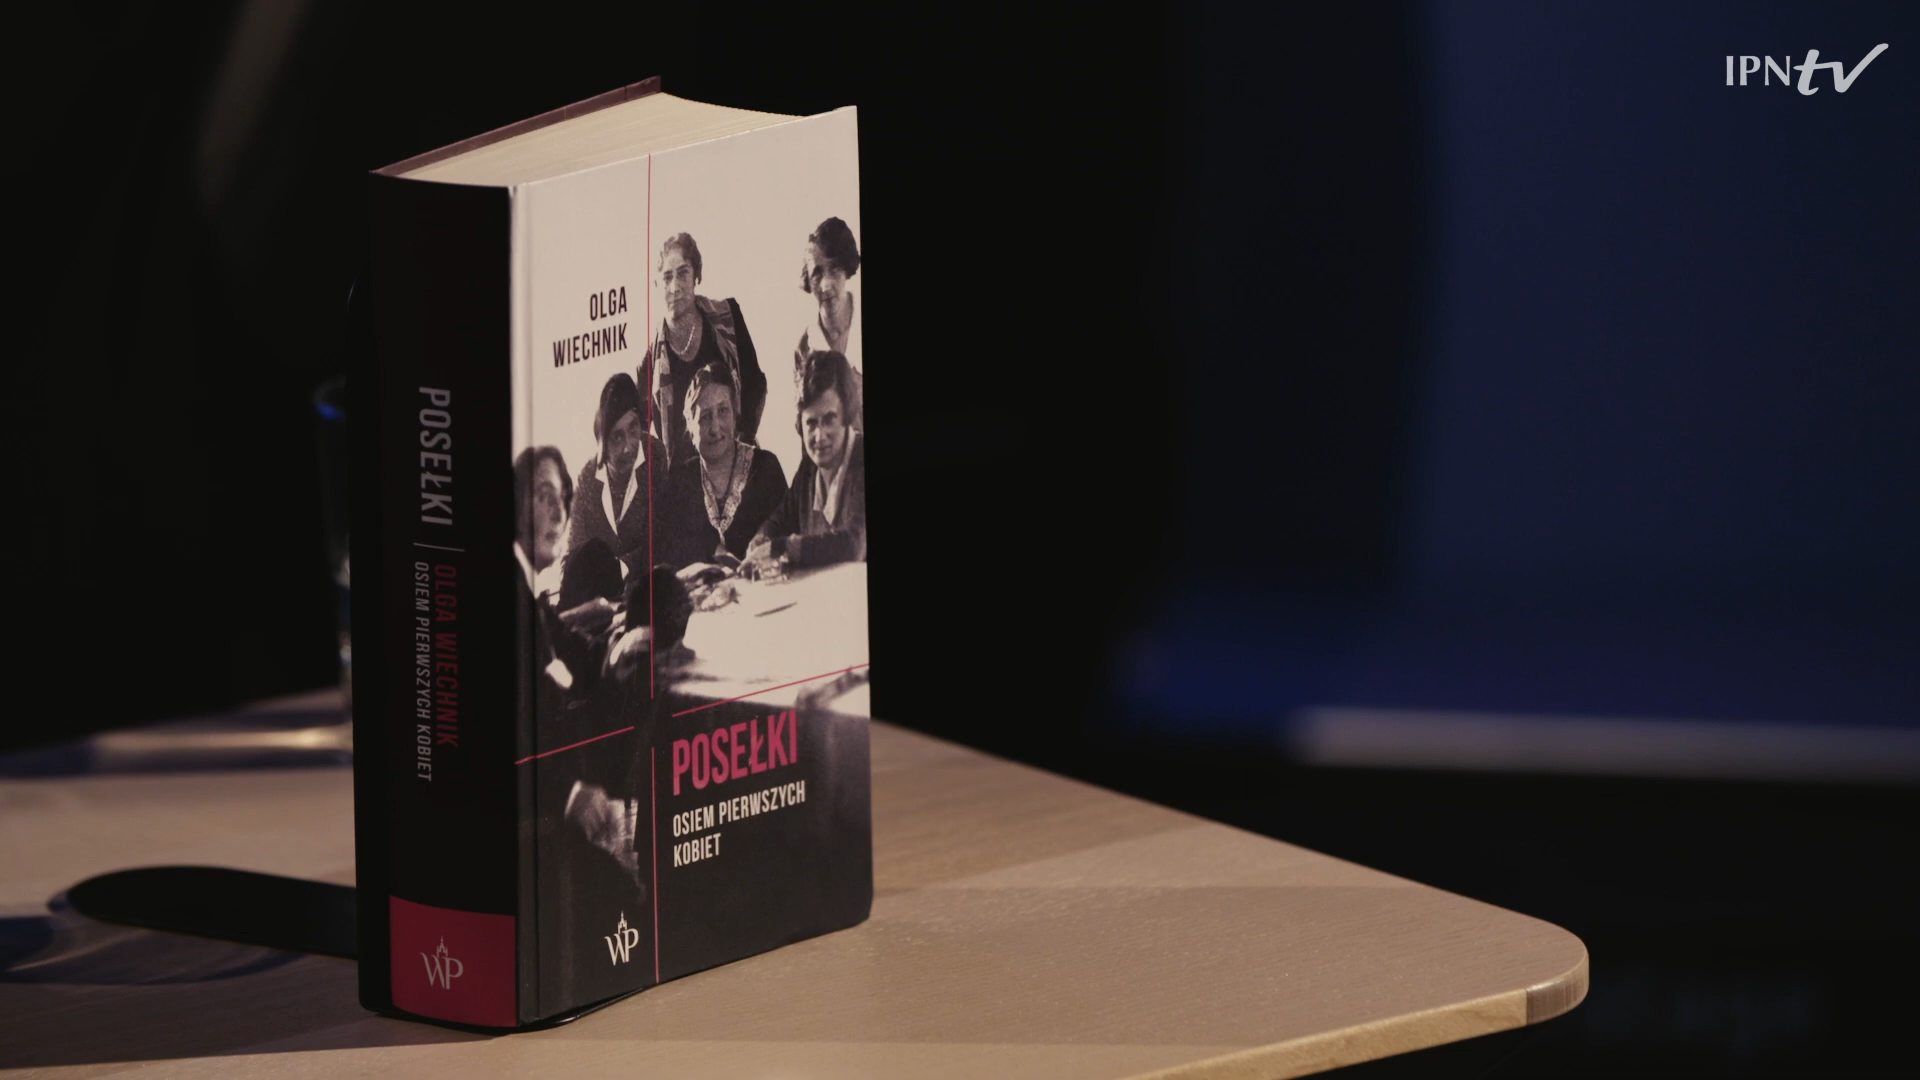 IPNtv
OLGA
WIECHNIK
POSEŁKI
OSIEM PIERWSZYCH
KOBIET
WP
POSEŁKI
OLGA WIECHNIK
OSIEM PIERWSZYCH KOBIET
WP